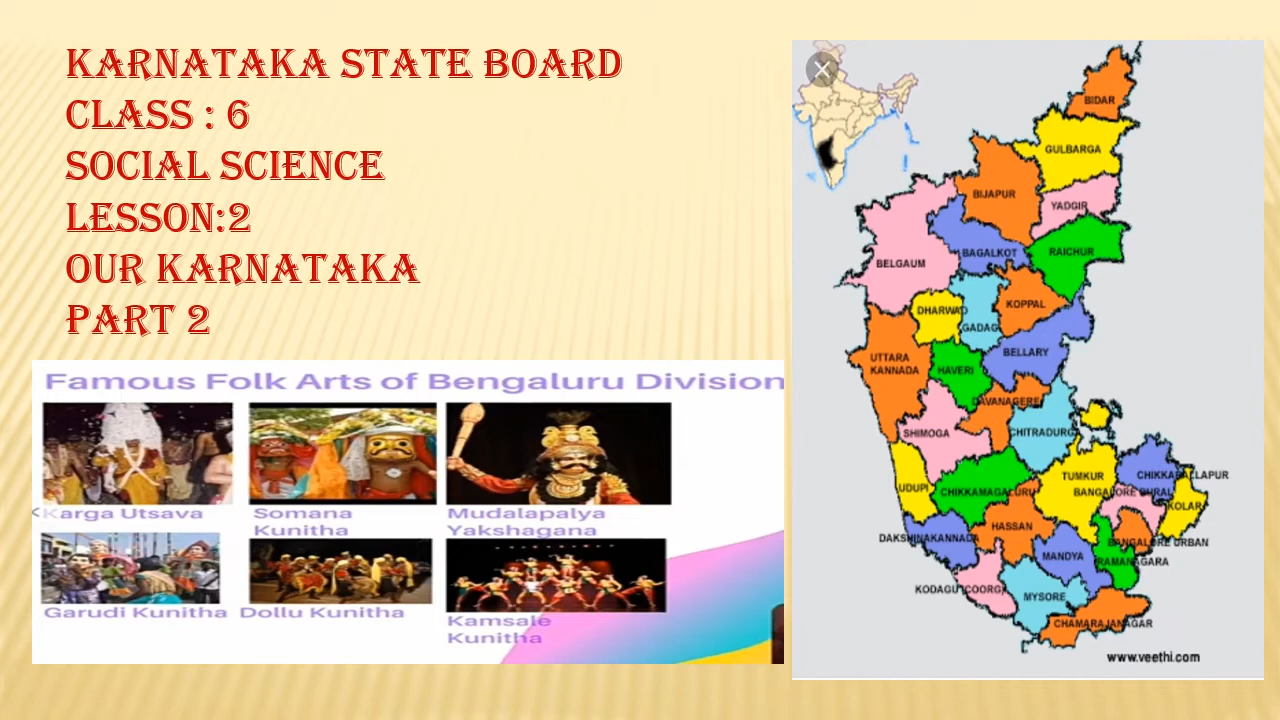 KARNATAKA STATE BOARD
CLASS : 6
SOCIAL SCIENCE
LESSON:2
OUR KARNATAKA
PART 2
Famous Folk Arts of Bengaluru Division
Karga Utsava
Somana
Kunitha
Mudalapalya
Yakshagana
Garudi Kunitha
Dollu Kunitha
Kamsale
Kunitha
BIDAR
GULBARGA
BIJAPUR
YADGIR
BAGALKOT
RAICHUR
BELGAUM
KOPPAL
DHARWAD
GADAG
BELLARY
UTTARA
KANNADA
HAVERI
DAVANAGERE
SHIMOGA
CHITRADURGA
TUMKUR
CHIKKABALLAPUR
UDUPI
CHIKKAMAGALURU
BANGALORE RURAL
KOLAR
HASSAN
DAKSHINAKANNADA
BANGALORE URBAN
MANDYA
RAMANAGARA
KODAGU (COORG)
MYSORE
CHAMARAJANAGAR
www.veethi.com